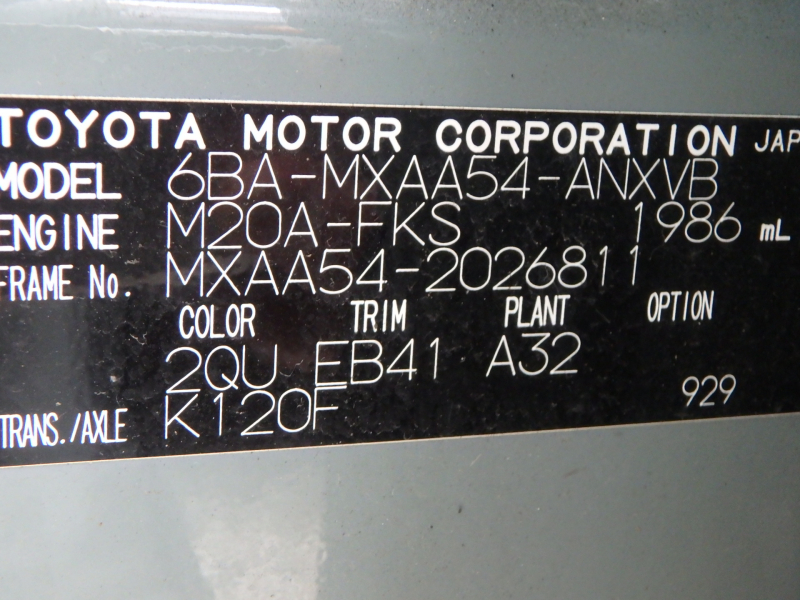 TOYOTA MOTOR CORPORATION JAP
MODEL 6BA-MXAA54-ANXVB
ENGINE M20A-FKS 1986 mL
FRAME No. MXAA54-2026811
COLOR TRIM PLANT OPTION
2QU EB41 A32
TRANS./AXLE K120F 929